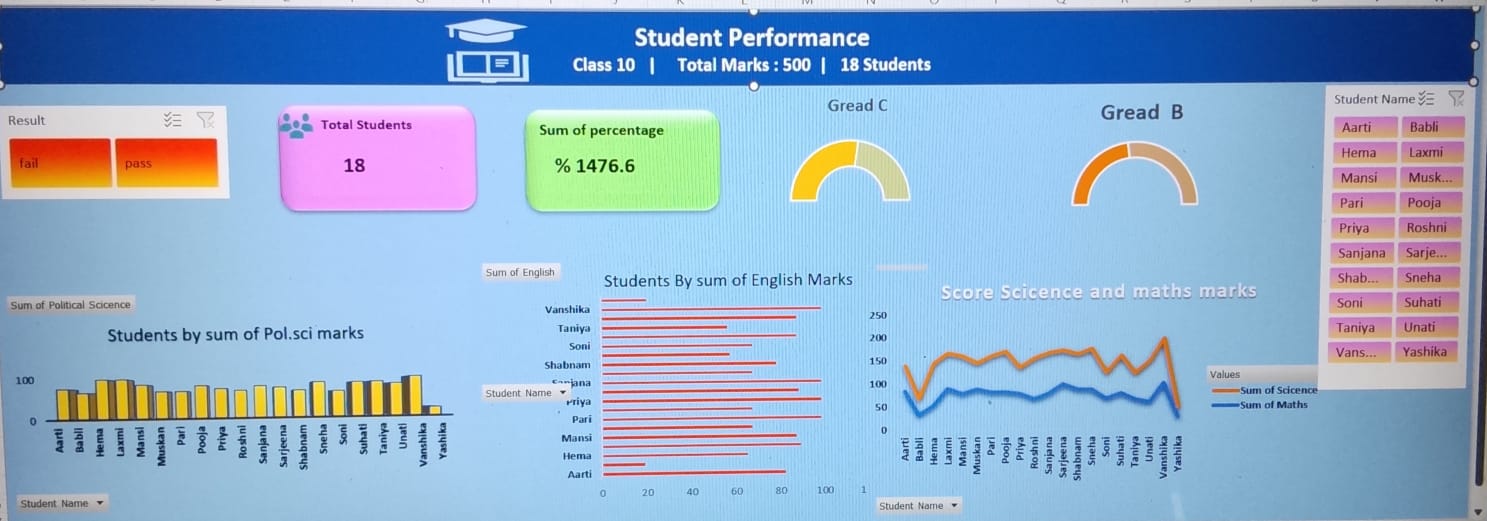 Student Performance
Class 10 | Total Marks : 500 | 18 Students
Result
fail
pass
Total Students
18
Sum of percentage
% 1476.6
Gread C
Gread B
Student Name
Aarti Babli
Hema Laxmi
Mansi Musk...
Pari Pooja
Priya Roshni
Sanjana Sarje...
Shab... Sneha
Soni Suhati
Taniya Unati
Vans... Yashika
Sum of Political Scicence
Students by sum of Pol.sci marks
100
0
Aarti
Babli
Hema
Laxmi
Mansi
Muskan
Pari
Pooja
Priya
Roshni
Sanjana
Sarjeena
Shabnam
Sneha
Soni
Suhati
Taniya
Unati
Vanshika
Yashika
Student Name
Sum of English
Students By sum of English Marks
Vanshika
Taniya
Soni
Shabnam
Student Name
Pari
Mansi
Hema
Aarti
0 20 40 60 80 100 1
Score Scicence and maths marks
250
200
150
100
50
0
Aarti
Babli
Hema
Laxmi
Mansi
Muskan
Pari
Pooja
Priya
Roshni
Sanjana
Sarjeena
Shabnam
Sneha
Soni
Suhati
Taniya
Unati
Vanshika
Yashika
Values
Sum of Scicence
Sum of Maths
Student Name